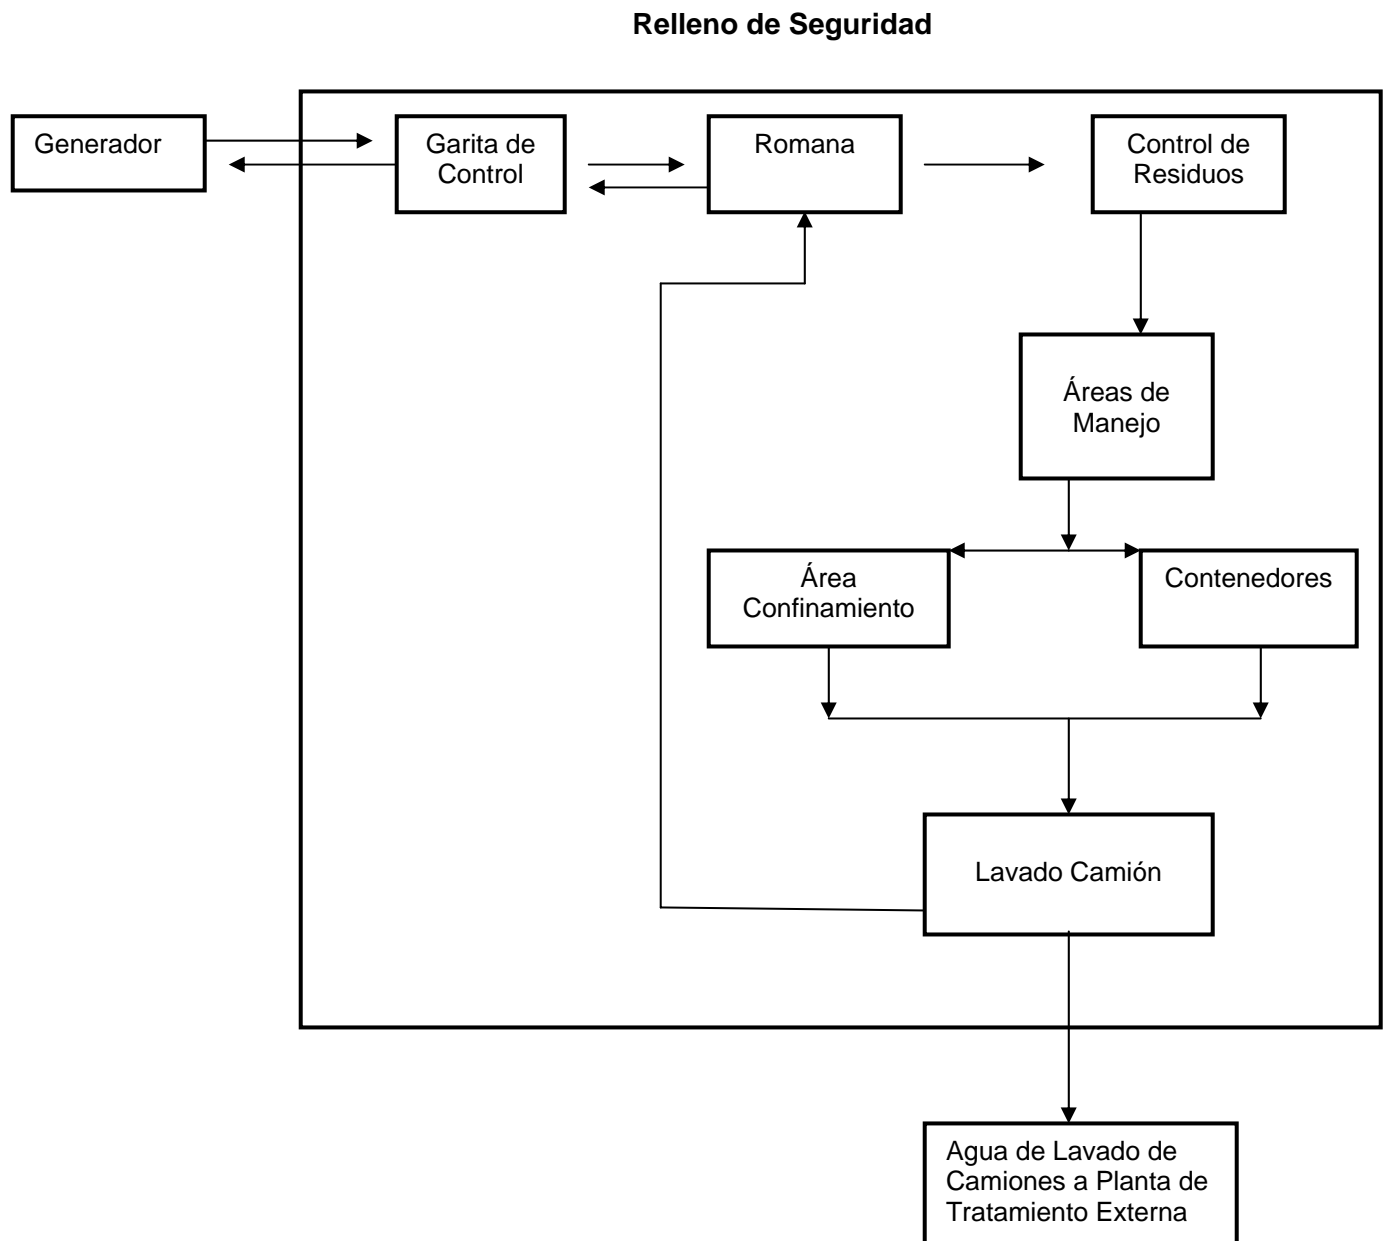 Relleno de Seguridad
Generador
Garita de
Control
Romana
Control de
Residuos
Áreas de
Manejo
Área
Confinamiento
Contenedores
Lavado Camión
Agua de Lavado de
Camiones a Planta de
Tratamiento Externa